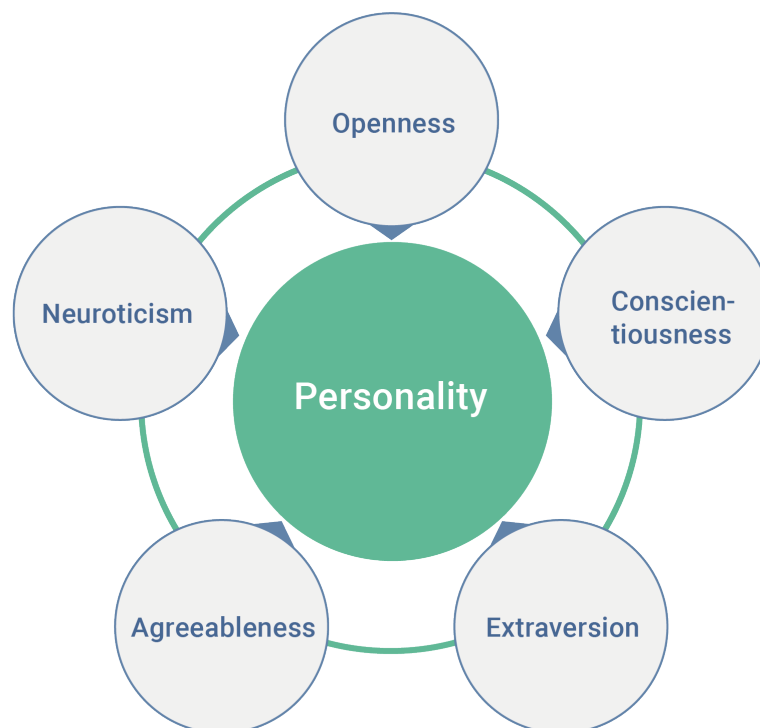 Openness
Conscien-
tiousness
Neuroticism
Personality
Agreeableness
Extraversion